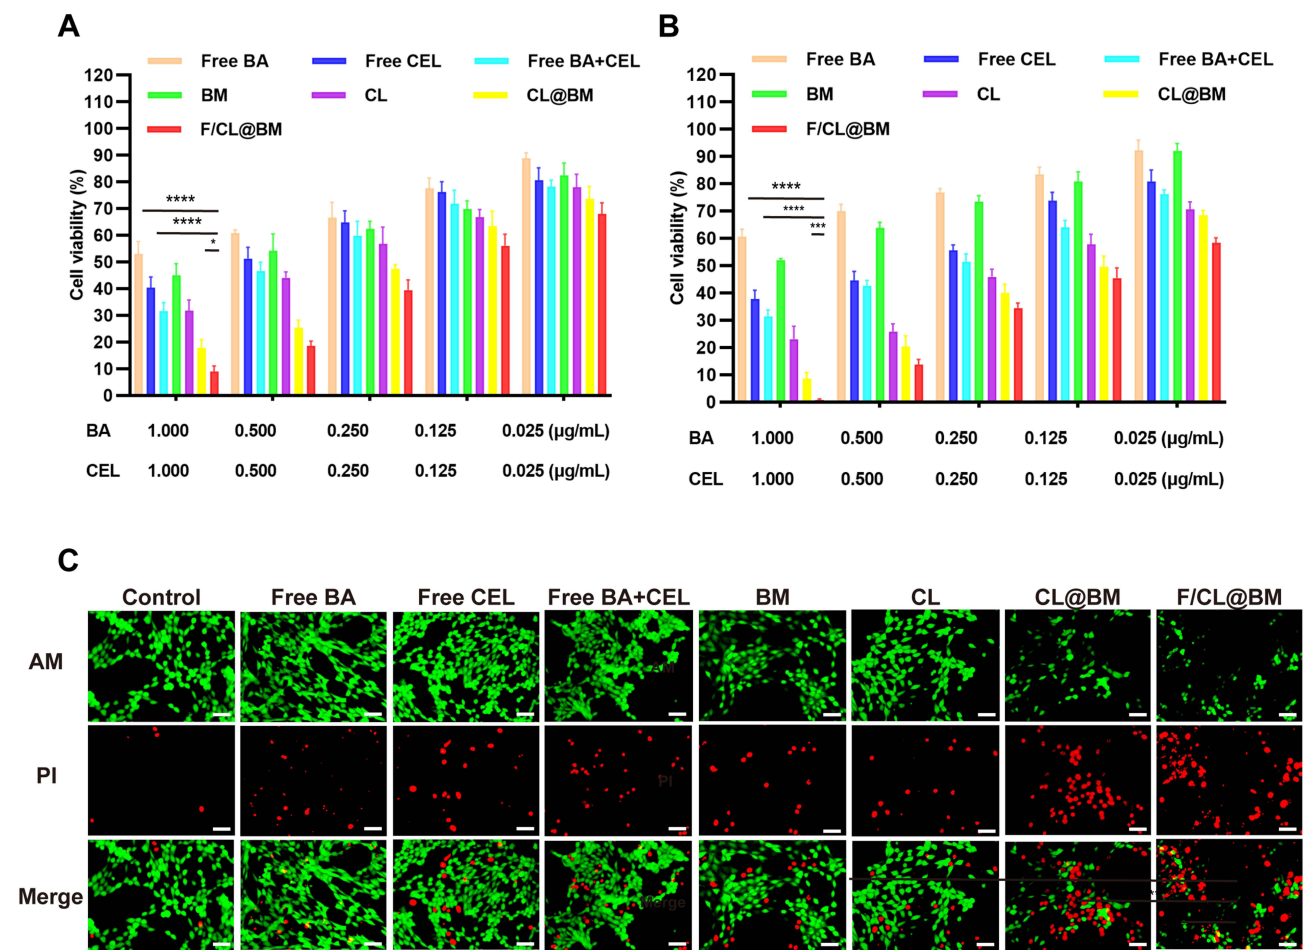 A
Free BA Free CEL Free BA+CEL
BM CL CL@BM
F/CL@BM
Cell viability (%)
120
110
100
90
80
70
60
50
40
30
20
10
0
****
****
*
BA 1.000 0.500 0.250 0.125 0.025 (μg/mL)
CEL 1.000 0.500 0.250 0.125 0.025 (μg/mL)
B
Free BA Free CEL Free BA+CEL
BM CL CL@BM
F/CL@BM
Cell viability (%)
120
110
100
90
80
70
60
50
40
30
20
10
0
****
****
***
BA 1.000 0.500 0.250 0.125 0.025 (μg/mL)
CEL 1.000 0.500 0.250 0.125 0.025 (μg/mL)
C
Control Free BA Free CEL Free BA+CEL BM CL CL@BM F/CL@BM
AM
AM
PI
PI
Merge
Merge